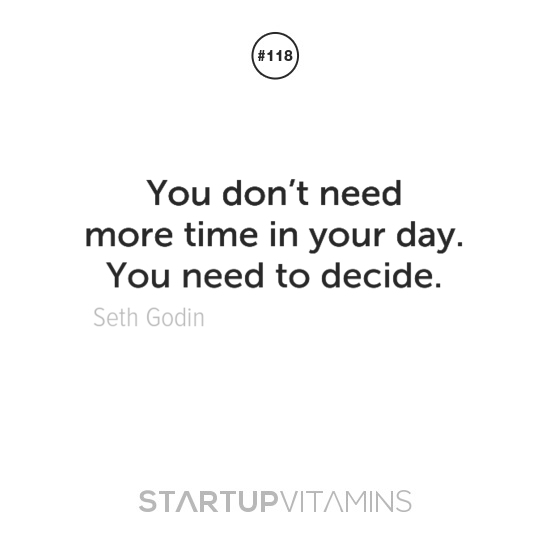 #118
You don’t need
more time in your day.
You need to decide.
Seth Godin
STARTUPVITAMINS